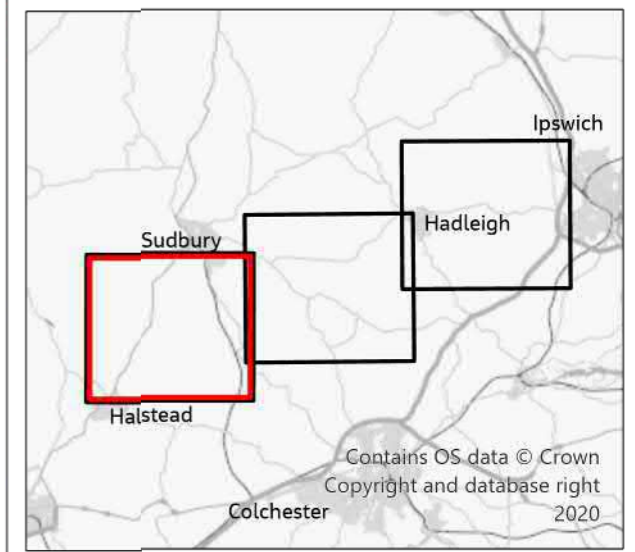 Ipswich
Hadleigh
Sudbury
Halstead
Contains OS data © Crown
Copyright and database right
2020
Colchester